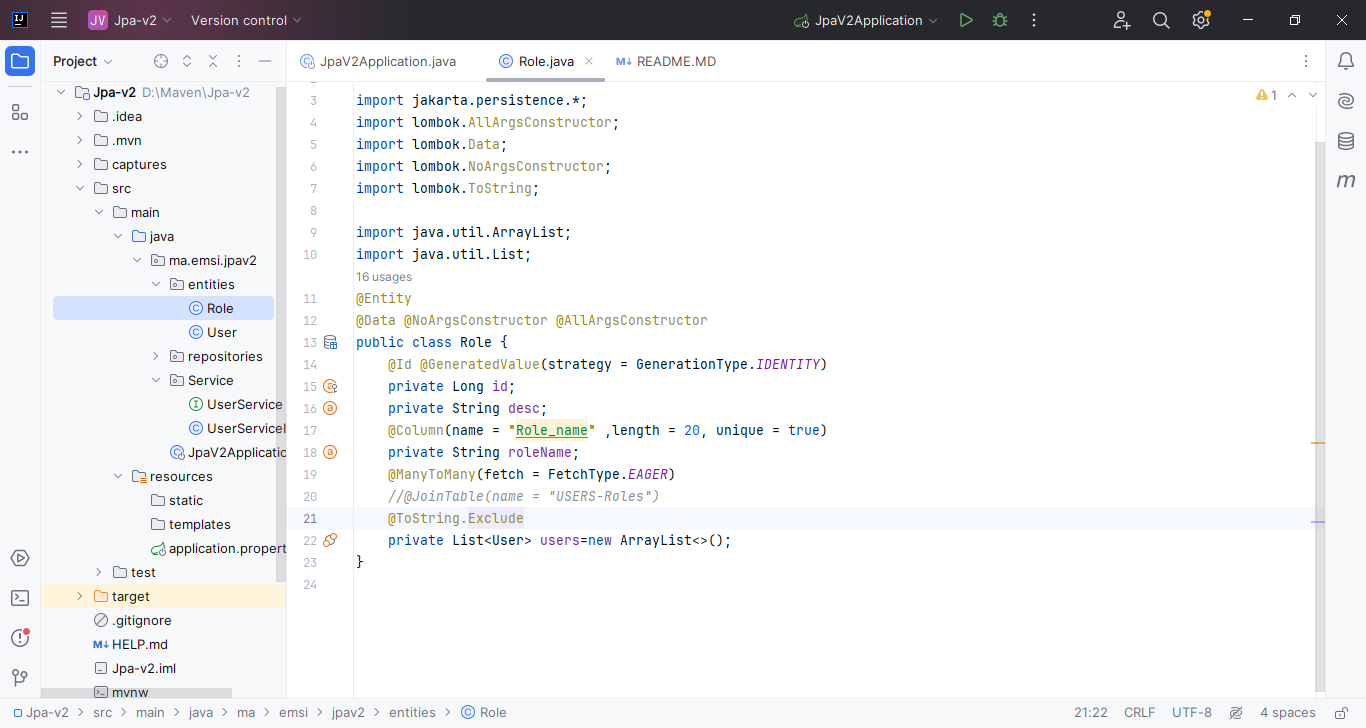 JV Jpa-v2 Version control JpaV2Application
Project
Jpa-v2 D:\Maven\Jpa-v2
.idea
.mvn
captures
src
main
java
ma.emsi.jpav2
entities
Role
User
repositories
Service
UserService
UserServiceI
JpaV2Applicatio
resources
static
templates
application.propert
test
target
.gitignore
HELP.md
Jpa-v2.iml
mvnw
JpaV2Application.java Role.java README.MD
1
3 import jakarta.persistence.*;
4 import lombok.AllArgsConstructor;
5 import lombok.Data;
6 import lombok.NoArgsConstructor;
7 import lombok.ToString;
8
9 import java.util.ArrayList;
10 import java.util.List;
16 usages
11 @Entity
12 @Data @NoArgsConstructor @AllArgsConstructor
13 public class Role {
14 @Id @GeneratedValue(strategy = GenerationType.IDENTITY)
15 private Long id;
16 private String desc;
17 @Column(name = "Role_name" ,length = 20, unique = true)
18 private String roleName;
19 @ManyToMany(fetch = FetchType.EAGER)
20 //@JoinTable(name = "USERS-Roles")
21 @ToString.Exclude
22 private List<User> users=new ArrayList<>();
23 }
24
Jpa-v2 > src > main > java > ma > emsi > jpav2 > entities > Role 21:22 CRLF UTF-8 4 spaces